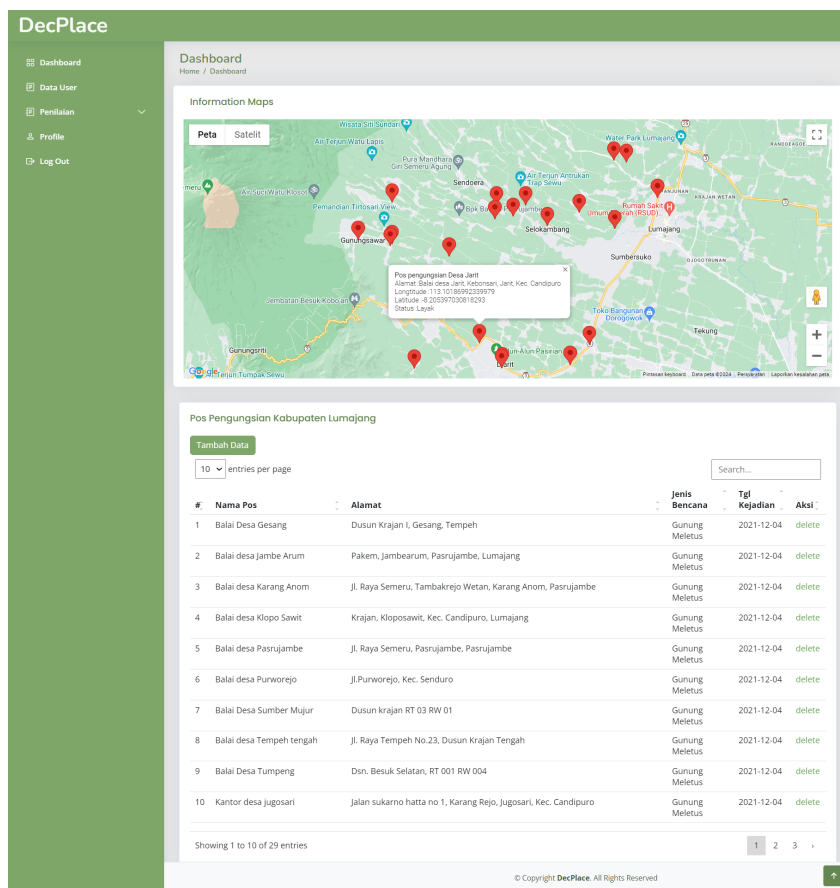 DecPlace
Dashboard
Data User
Penilaian
Profile
Log Out
Dashboard
Home / Dashboard
Information Maps
Peta Satelit
Wisata Siti Sundari
Air Terjun Watu Lapis
Water Park Lumajang
RANDUAGUNG
Pura Mandhara
Giri Semeru Agung
Air Terjun Antrukan
Trap Sewu
Sendoera
Air Suci Watu Klosot
KRAJAN WETAN
Pemandian Tirtosari View
Rumah Sakit
(RSUD)
Selokambang
Lumajang
Gunungsawar
Sumbersuko
DJOGOTRUNAN
Pos pengungsian Desa Jarit
Alamat :Balai desa Jarit, Kebonsari, Jarit, Kec. Candipuro
Longtitude :113.10186992339979
Latitude :-8.205397030818293
Status :Layak
Jembatan Besuk Kobo'an
Toko Bangunan
Dorogowok
Tekung
Gunungsriti
Alun-Alun Pasirian
Djarit
Google
Terjun Tumpak Sewu
Pintasan keyboard Data peta ©2024 Persyaratan Laporkan kesalahan peta
Pos Pengungsian Kabupaten Lumajang
Tambah Data
10 entries per page Search...
# Nama Pos Alamat Jenis Bencana Tgl Kejadian Aksi
1 Balai Desa Gesang Dusun Krajan I, Gesang, Tempeh Gunung Meletus 2021-12-04 delete
2 Balai desa Jambe Arum Pakem, Jambearum, Pasrujambe, Lumajang Gunung Meletus 2021-12-04 delete
3 Balai desa Karang Anom Jl. Raya Semeru, Tambakrejo Wetan, Karang Anom, Pasrujambe Gunung Meletus 2021-12-04 delete
4 Balai desa Klopo Sawit Krajan, Kloposawit, Kec. Candipuro, Lumajang Gunung Meletus 2021-12-04 delete
5 Balai desa Pasrujambe Jl. Raya Semeru, Pasrujambe, Pasrujambe Gunung Meletus 2021-12-04 delete
6 Balai desa Purworejo Jl.Purworejo, Kec. Senduro Gunung Meletus 2021-12-04 delete
7 Balai Desa Sumber Mujur Dusun krajan RT 03 RW 01 Gunung Meletus 2021-12-04 delete
8 Balai desa Tempeh tengah Jl. Raya Tempeh No.23, Dusun Krajan Tengah Gunung Meletus 2021-12-04 delete
9 Balai Desa Tumpeng Dsn. Besuk Selatan, RT 001 RW 004 Gunung Meletus 2021-12-04 delete
10 Kantor desa jugosari Jalan sukarno hatta no 1, Karang Rejo, Jugosari, Kec. Candipuro Gunung Meletus 2021-12-04 delete
Showing 1 to 10 of 29 entries 1 2 3 ›
© Copyright DecPlace. All Rights Reserved